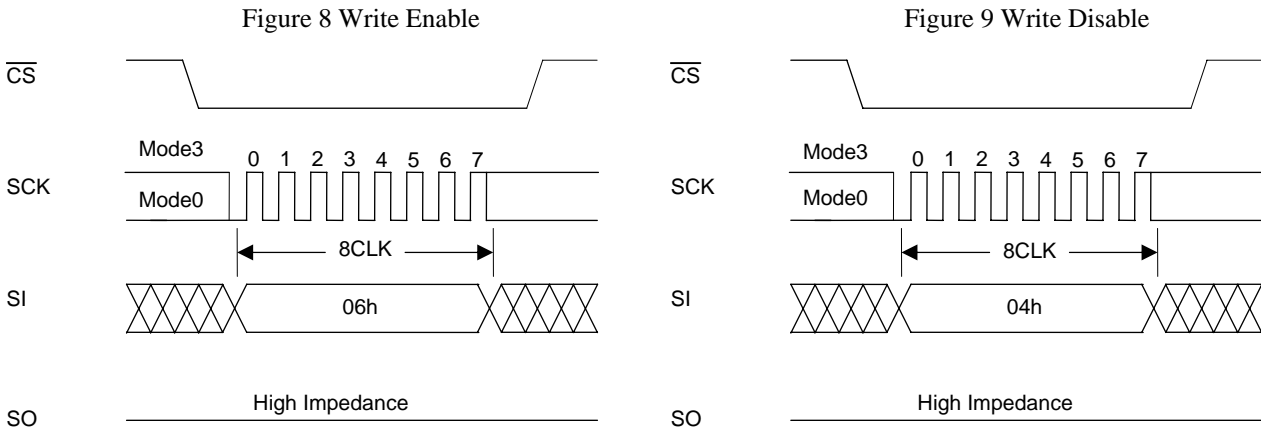 Figure 8 Write Enable
CS
Mode3
0 1 2 3 4 5 6 7
SCK
Mode0
8CLK
SI
06h
High Impedance
SO
Figure 9 Write Disable
CS
Mode3
0 1 2 3 4 5 6 7
SCK
Mode0
8CLK
SI
04h
High Impedance
SO